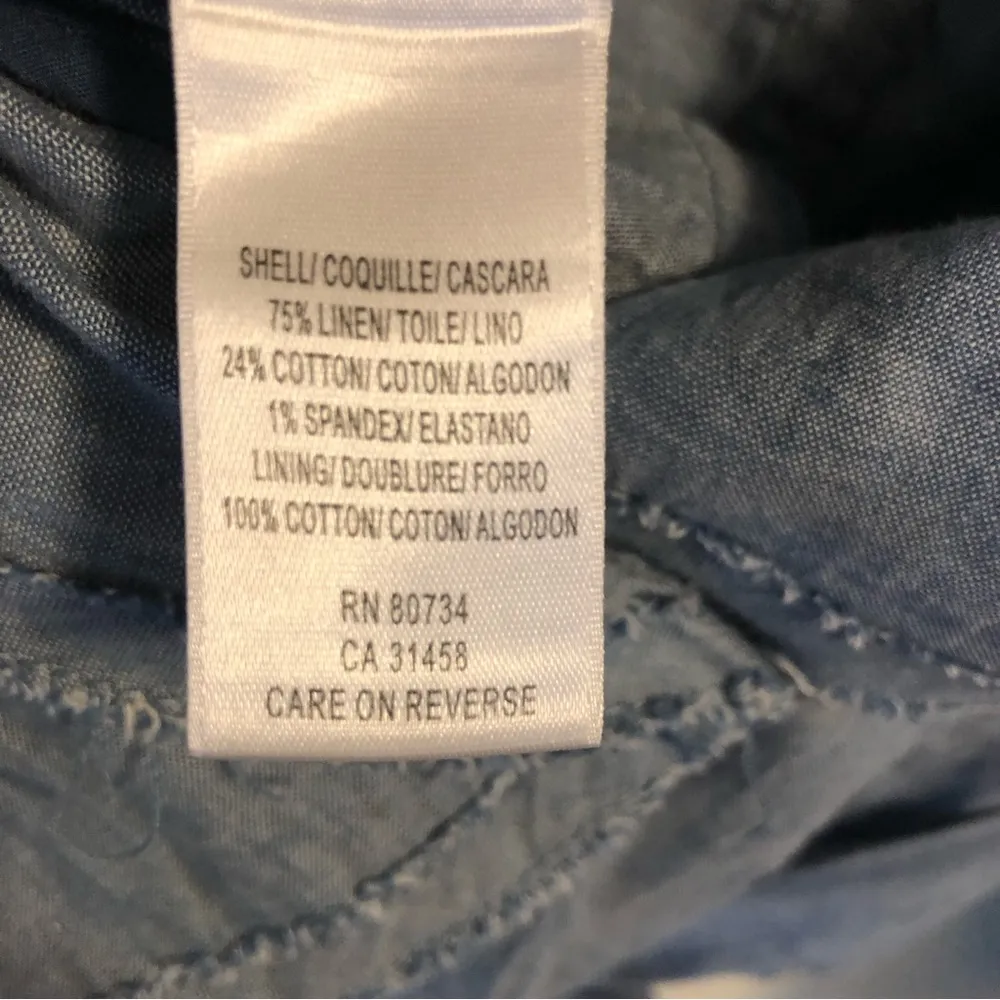 SHELL/ COQUILLE/ CASCARA
75% LINEN/ TOILE/ LINO
24% COTTON/ COTON/ ALGODON
1% SPANDEX/ ELASTANO
LINING/ DOUBLURE/ FORRO
100% COTTON/ COTON/ ALGODON
RN 80734
CA 31458
CARE ON REVERSE